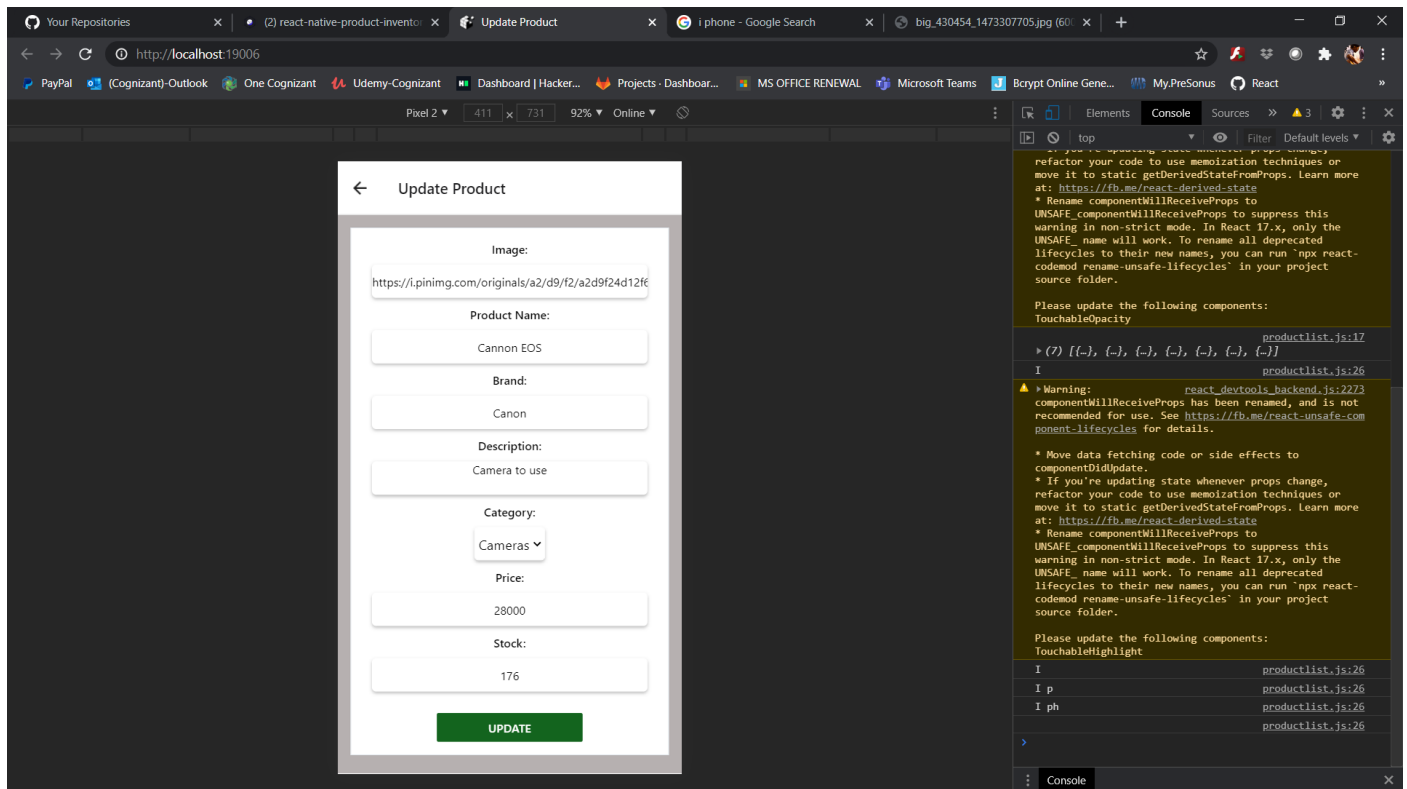 Your Repositories
(2) react-native-product-inventor
Update Product
i phone - Google Search
big_430454_1473307705.jpg (600
http://localhost:19006
PayPal
(Cognizant)-Outlook
One Cognizant
Udemy-Cognizant
Dashboard | Hacker...
Projects · Dashboar...
MS OFFICE RENEWAL
Microsoft Teams
Bcrypt Online Gene...
My.PreSonus
React
»
Pixel 2 ▼ 411 x 731 92% ▼ Online ▼
Update Product
Image:
https://i.pinimg.com/originals/a2/d9/f2/a2d9f24d12f6
Product Name:
Cannon EOS
Brand:
Canon
Description:
Camera to use
Category:
Cameras
Price:
28000
Stock:
176
UPDATE
Elements Console Sources » 3
top Filter Default levels ▼
* If you're updating state whenever props change,
refactor your code to use memoization techniques or
move it to static getDerivedStateFromProps. Learn more
at: https://fb.me/react-derived-state
* Rename componentWillReceiveProps to
UNSAFE_componentWillReceiveProps to suppress this
warning in non-strict mode. In React 17.x, only the
UNSAFE_ name will work. To rename all deprecated
lifecycles to their new names, you can run `npx react-
codemod rename-unsafe-lifecycles` in your project
source folder.
Please update the following components:
TouchableOpacity
productlist.js:17
(7) [{…}, {…}, {…}, {…}, {…}, {…}, {…}]
I productlist.js:26
Warning: react_devtools_backend.js:2273
componentWillReceiveProps has been renamed, and is not
recommended for use. See https://fb.me/react-unsafe-com
ponent-lifecycles for details.
* Move data fetching code or side effects to
componentDidUpdate.
* If you're updating state whenever props change,
refactor your code to use memoization techniques or
move it to static getDerivedStateFromProps. Learn more
at: https://fb.me/react-derived-state
* Rename componentWillReceiveProps to
UNSAFE_componentWillReceiveProps to suppress this
warning in non-strict mode. In React 17.x, only the
UNSAFE_ name will work. To rename all deprecated
lifecycles to their new names, you can run `npx react-
codemod rename-unsafe-lifecycles` in your project
source folder.
Please update the following components:
TouchableHighlight
I productlist.js:26
I p productlist.js:26
I ph productlist.js:26
productlist.js:26
Console